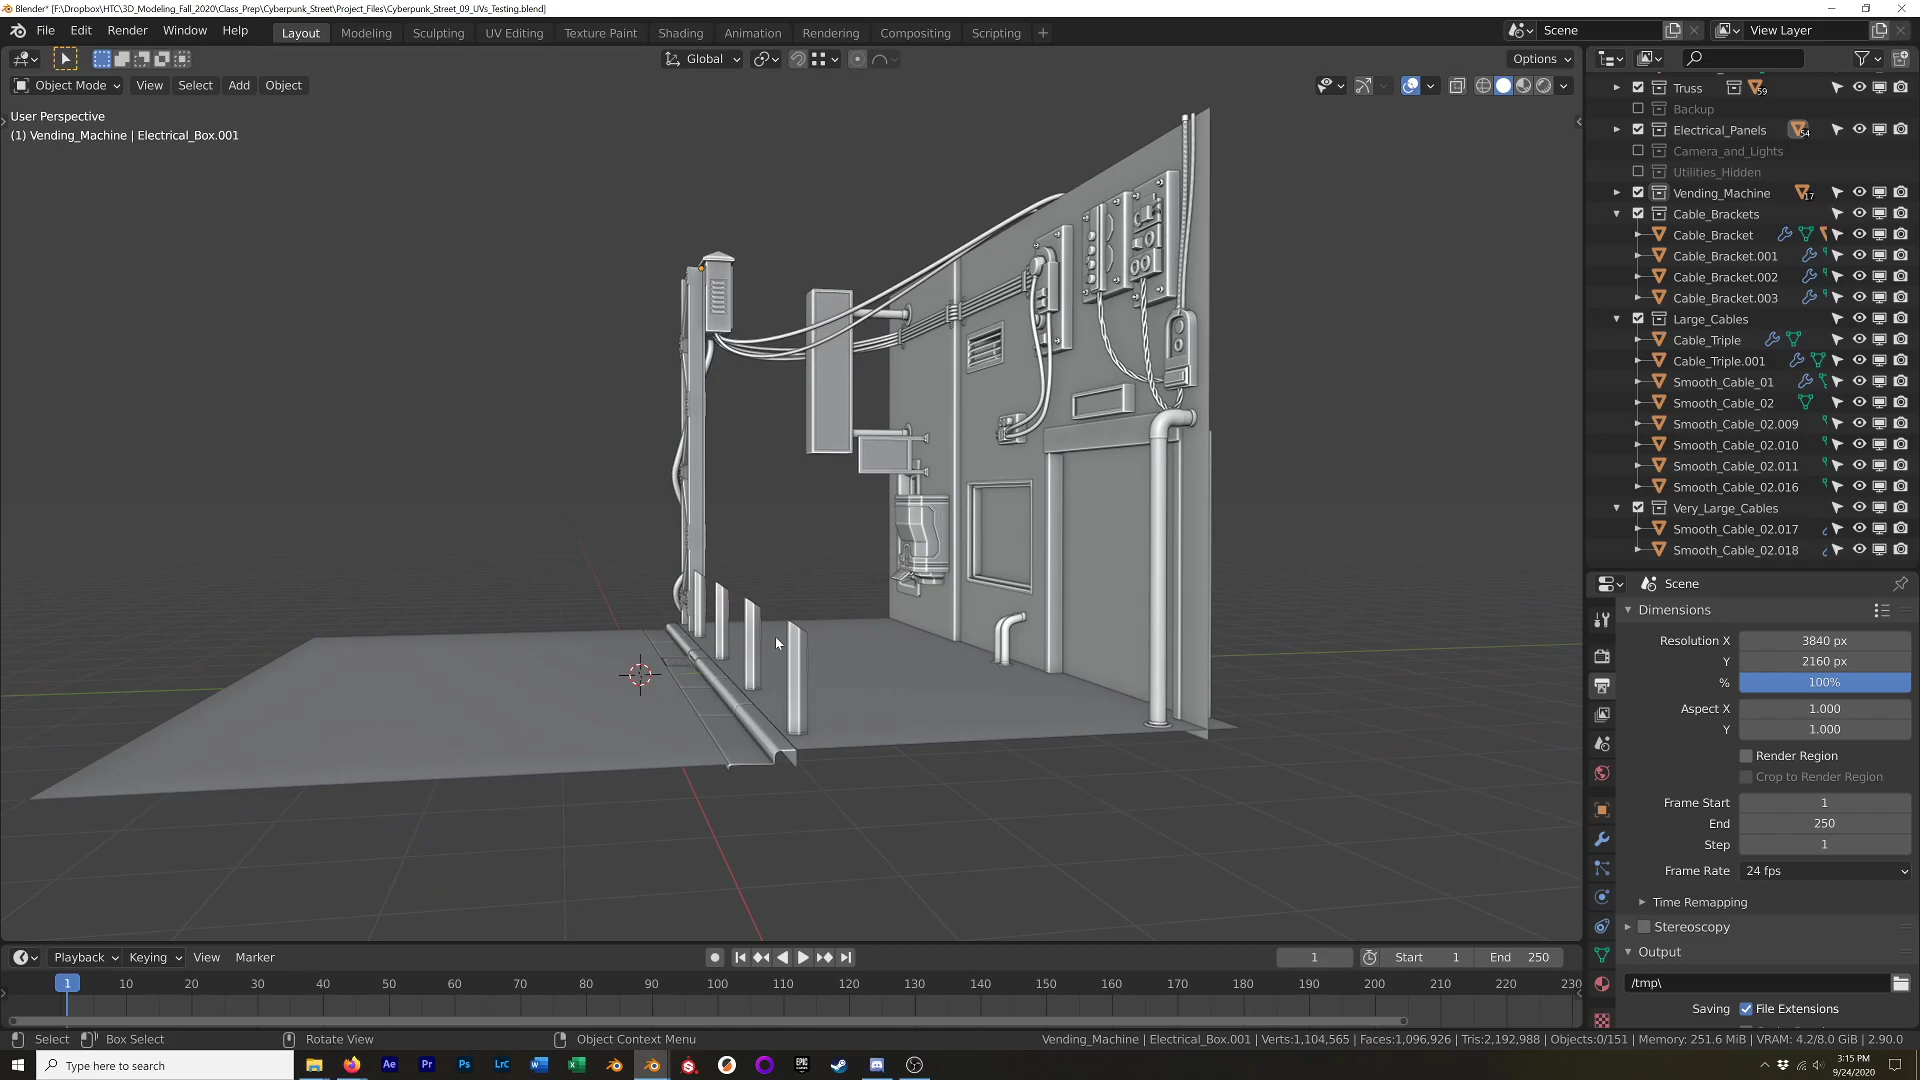 Blender* [F:\Dropbox\HTC\3D_Modeling_Fall_2020\Class_Prep\Cyberpunk_Street\Project_Files\Cyberpunk_Street_09_UVs_Testing.blend]
File Edit Render Window Help Layout Modeling Sculpting UV Editing Texture Paint Shading Animation Rendering Compositing Scripting + Scene View Layer
Global Options
Object Mode View Select Add Object
User Perspective
(1) Vending_Machine | Electrical_Box.001
Truss 59
Backup
Electrical_Panels 54
Camera_and_Lights
Utilities_Hidden
Vending_Machine 17
Cable_Brackets
Cable_Bracket
Cable_Bracket.001
Cable_Bracket.002
Cable_Bracket.003
Large_Cables
Cable_Triple
Cable_Triple.001
Smooth_Cable_01
Smooth_Cable_02
Smooth_Cable_02.009
Smooth_Cable_02.010
Smooth_Cable_02.011
Smooth_Cable_02.016
Very_Large_Cables
Smooth_Cable_02.017
Smooth_Cable_02.018
Scene
Dimensions
Resolution X 3840 px
Y 2160 px
% 100%
Aspect X 1.000
Y 1.000
Render Region
Crop to Render Region
Frame Start 1
End 250
Step 1
Frame Rate 24 fps
Time Remapping
Stereoscopy
Output
/tmp\
Saving File Extensions
Playback Keying View Marker 1 Start 1 End 250
1 10 20 30 40 50 60 70 80 90 100 110 120 130 140 150 160 170 180 190 200 210 220 230
Select Box Select Rotate View Object Context Menu Vending_Machine | Electrical_Box.001 | Verts:1,104,565 | Faces:1,096,926 | Tris:2,192,988 | Objects:0/151 | Memory: 251.6 MiB | VRAM: 4.2/8.0 GiB | 2.90.0
Type here to search Ae Pr Ps LrC 3:15 PM
9/24/2020